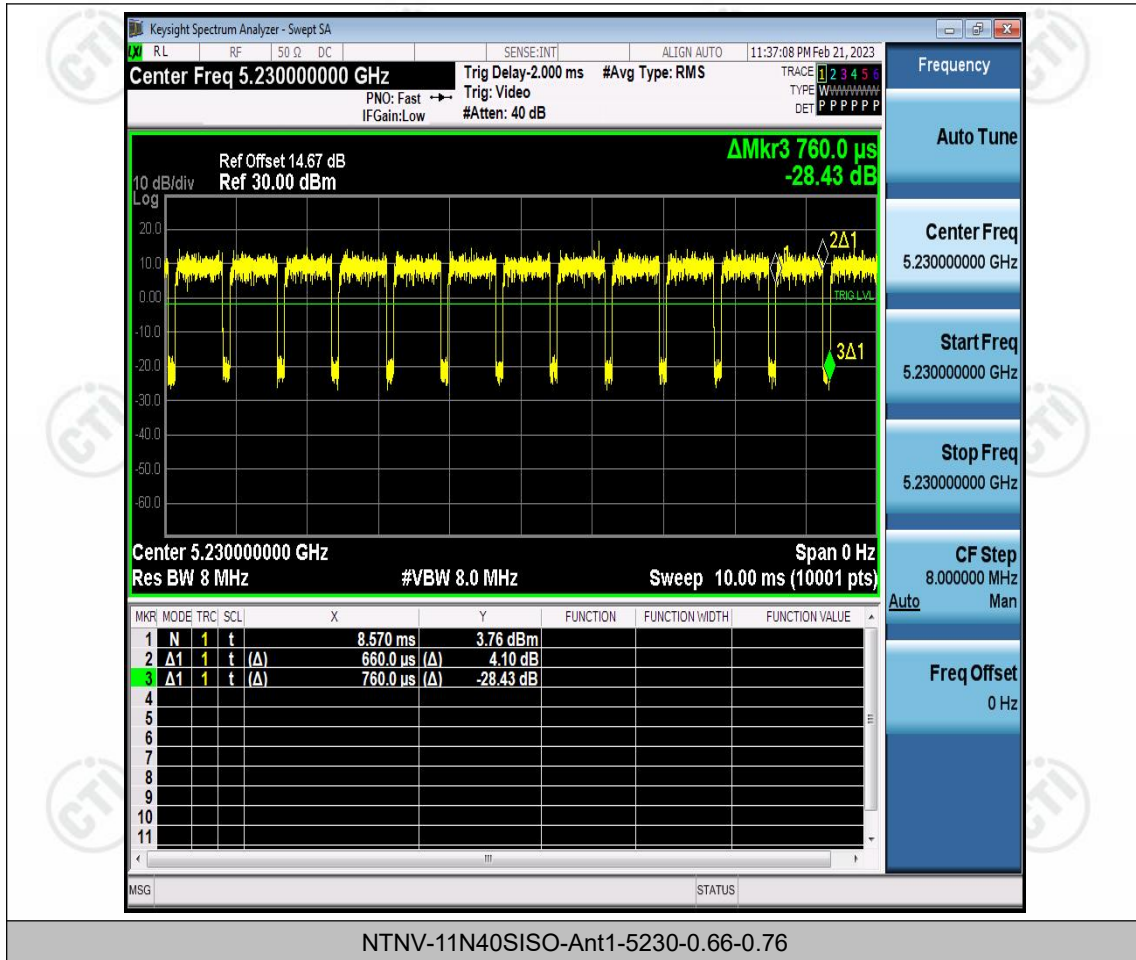 Keysight Spectrum Analyzer - Swept SA
LXI RL RF 50 Ω DC SENSE:INT ALIGN AUTO 11:37:08 PM Feb 21, 2023
Center Freq 5.230000000 GHz
PNO: Fast
IFGain:Low
Trig Delay-2.000 ms
Trig: Video
#Atten: 40 dB
#Avg Type: RMS
TRACE 1 2 3 4 5 6
TYPE WWWWWW
DET P P P P P P
ΔMkr3 760.0 µs
-28.43 dB
Ref Offset 14.67 dB
10 dB/div Ref 30.00 dBm
Log
20.0
10.0
0.00
-10.0
-20.0
-30.0
-40.0
-50.0
-60.0
1
2Δ1
TRIG LVL
3Δ1
Center 5.230000000 GHz Span 0 Hz
Res BW 8 MHz #VBW 8.0 MHz Sweep 10.00 ms (10001 pts)
MKR MODE TRC SCL X Y FUNCTION FUNCTION WIDTH FUNCTION VALUE
1 N 1 t 8.570 ms 3.76 dBm
2 Δ1 1 t (Δ) 660.0 µs (Δ) 4.10 dB
3 Δ1 1 t (Δ) 760.0 µs (Δ) -28.43 dB
4
5
6
7
8
9
10
11
MSG STATUS
Frequency
Auto Tune
Center Freq
5.230000000 GHz
Start Freq
5.230000000 GHz
Stop Freq
5.230000000 GHz
CF Step
8.000000 MHz
Auto Man
Freq Offset
0 Hz
NTNV-11N40SISO-Ant1-5230-0.66-0.76
CTI
CTI
CTI
CTI
CTI
CTI